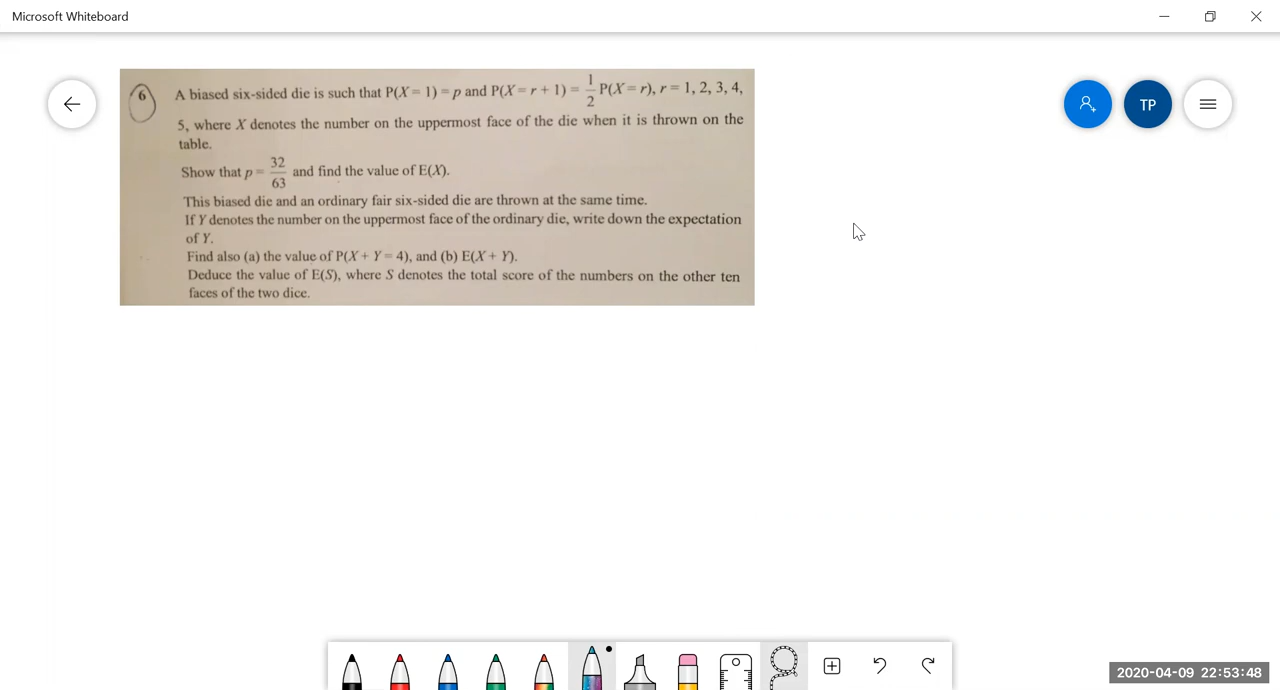 Microsoft Whiteboard
6 A biased six-sided die is such that P(X = 1) = p and P(X = r + 1) = 1/2 P(X = r), r = 1, 2, 3, 4,
5, where X denotes the number on the uppermost face of the die when it is thrown on the
table.
Show that p = 32/63 and find the value of E(X).
This biased die and an ordinary fair six-sided die are thrown at the same time.
If Y denotes the number on the uppermost face of the ordinary die, write down the expectation
of Y.
Find also (a) the value of P(X + Y = 4), and (b) E(X + Y).
Deduce the value of E(S), where S denotes the total score of the numbers on the other ten
faces of the two dice.
TP
2020-04-09 22:53:48